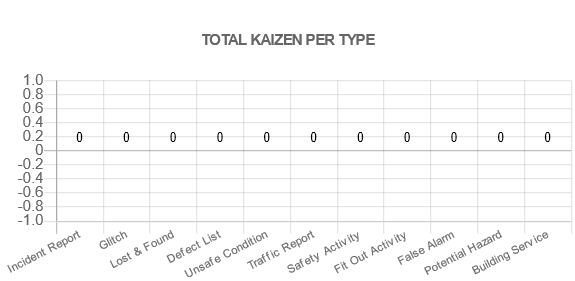 TOTAL KAIZEN PER TYPE
1.0
0.8
0.6
0.4
0.2
0
-0.2
-0.4
-0.6
-0.8
-1.0
0 0 0 0 0 0 0 0 0 0 0
Incident Report
Glitch
Lost & Found
Defect List
Unsafe Condition
Traffic Report
Safety Activity
Fit Out Activity
False Alarm
Potential Hazard
Building Service